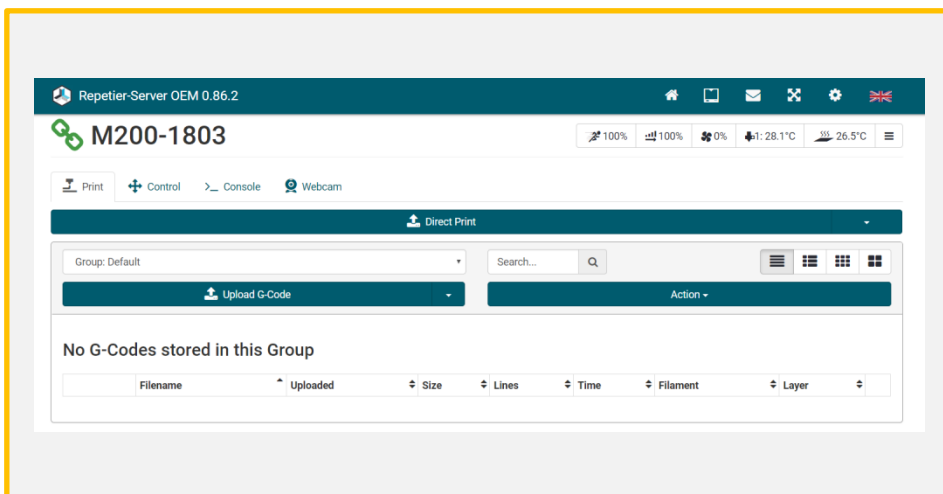 Repetier-Server OEM 0.86.2
M200-1803
100% 100% 0% 1: 28.1°C 26.5°C
Print Control >_ Console Webcam
Direct Print
Group: Default Search...
Upload G-Code Action
No G-Codes stored in this Group
Filename Uploaded Size Lines Time Filament Layer